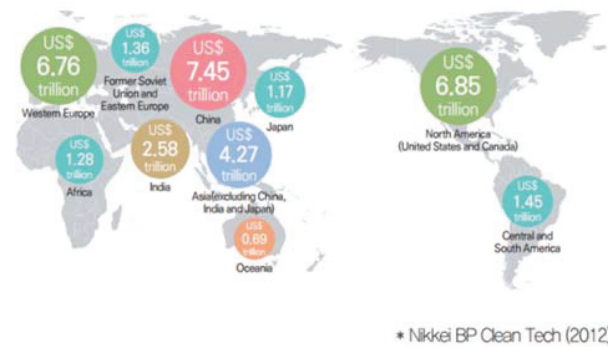 US$
6.76
trillion
Western Europe
US$
1.36
trillion
Former Soviet
Union and
Eastern Europe
US$
7.45
trillion
China
US$
1.17
trillion
Japan
US$
6.85
trillion
North America
(United States and Canada)
US$
1.28
trillion
Africa
US$
2.58
trillion
India
US$
4.27
trillion
Asia(excluding China,
India and Japan)
US$
0.69
trillion
Oceania
US$
1.45
trillion
Central and
South America
* Nikkei BP Clean Tech (2012)